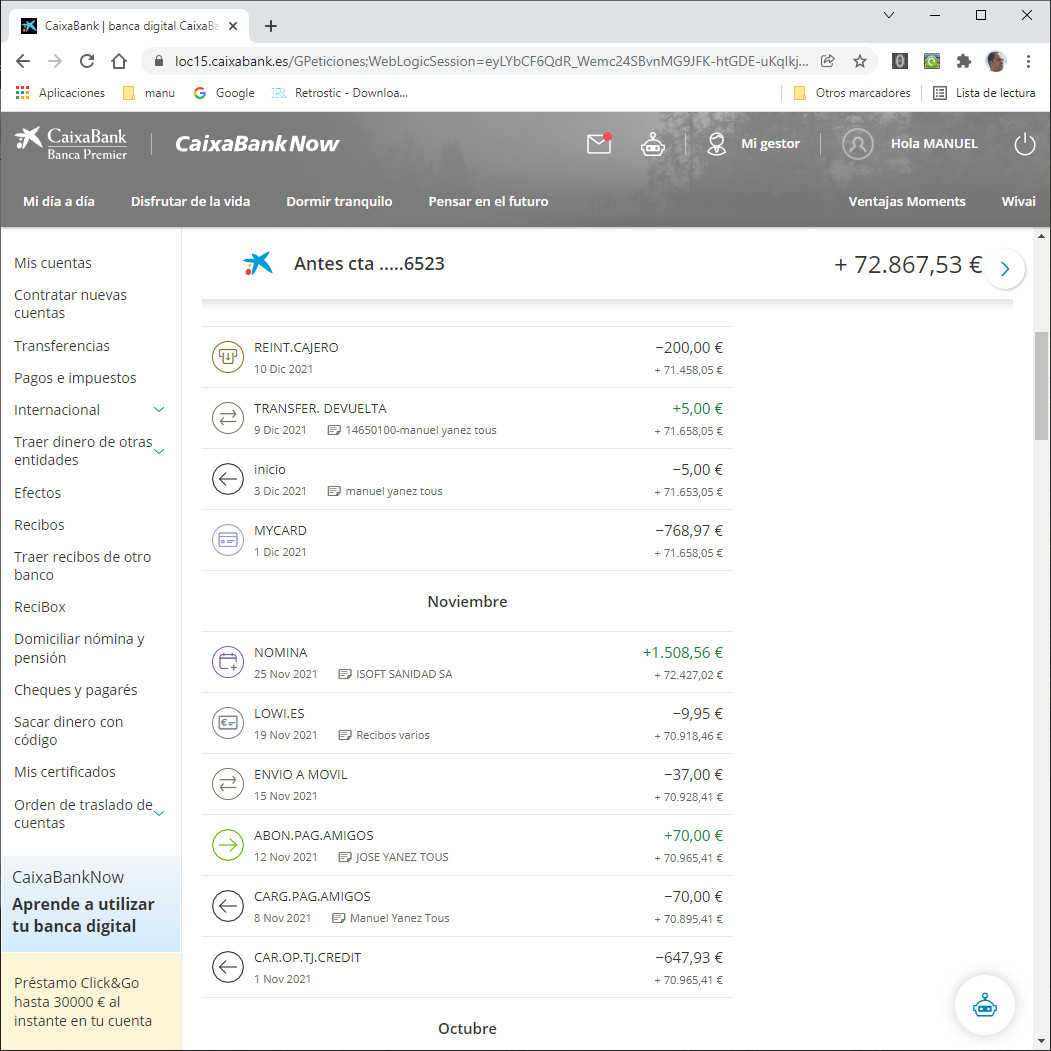 CaixaBank | banca digital CaixaBa
loc15.caixabank.es/GPeticiones;WebLogicSession=eyLYbCF6QdR_Wemc24SBvnMG9JFK-htGDE-uKqlkj...
Aplicaciones
manu
Google
Retrostic - Downloa...
Otros marcadores
Lista de lectura
CaixaBank
Banca Premier
CaixaBankNow
Mi gestor
Hola MANUEL
Mi día a día
Disfrutar de la vida
Dormir tranquilo
Pensar en el futuro
Ventajas Moments
Wivai
Mis cuentas
Contratar nuevas
cuentas
Transferencias
Pagos e impuestos
Internacional
Traer dinero de otras
entidades
Efectos
Recibos
Traer recibos de otro
banco
ReciBox
Domiciliar nómina y
pensión
Cheques y pagarés
Sacar dinero con
código
Mis certificados
Orden de traslado de
cuentas
CaixaBankNow
Aprende a utilizar
tu banca digital
Préstamo Click&Go
hasta 30000 € al
instante en tu cuenta
Antes cta .....6523
+ 72.867,53 €
REINT.CAJERO
−200,00 €
10 Dic 2021
+ 71.458,05 €
TRANSFER. DEVUELTA
+5,00 €
9 Dic 2021
14650100-manuel yanez tous
+ 71.658,05 €
inicio
−5,00 €
3 Dic 2021
manuel yanez tous
+ 71.653,05 €
MYCARD
−768,97 €
1 Dic 2021
+ 71.658,05 €
Noviembre
NOMINA
+1.508,56 €
25 Nov 2021
ISOFT SANIDAD SA
+ 72.427,02 €
LOWI.ES
−9,95 €
19 Nov 2021
Recibos varios
+ 70.918,46 €
ENVIO A MOVIL
−37,00 €
15 Nov 2021
+ 70.928,41 €
ABON.PAG.AMIGOS
+70,00 €
12 Nov 2021
JOSE YANEZ TOUS
+ 70.965,41 €
CARG.PAG.AMIGOS
−70,00 €
8 Nov 2021
Manuel Yanez Tous
+ 70.895,41 €
CAR.OP.TJ.CREDIT
−647,93 €
1 Nov 2021
+ 70.965,41 €
Octubre